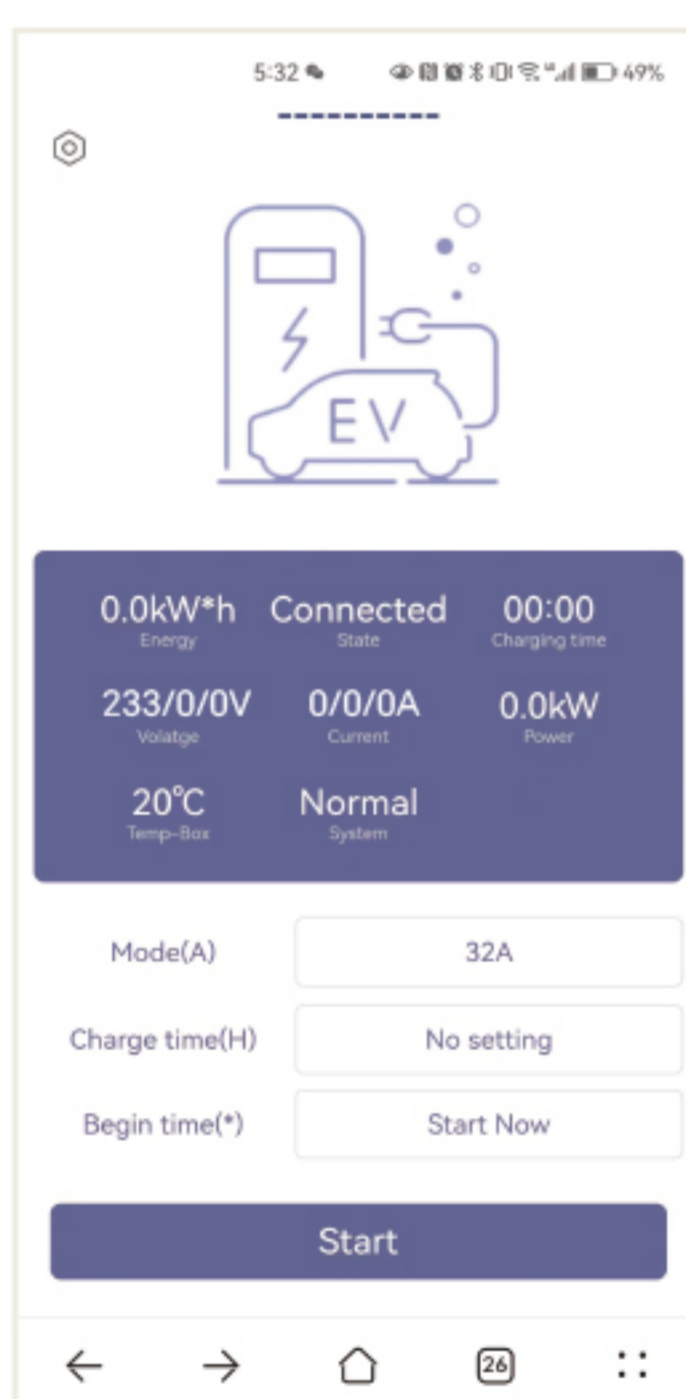 5:32 49%
EV
0.0kW*h Connected 00:00
Energy State Charging time
233/0/0V 0/0/0A 0.0kW
Volatge Current Power
20°C Normal
Temp-Box System
Mode(A) 32A
Charge time(H) No setting
Begin time(*) Start Now
Start
26